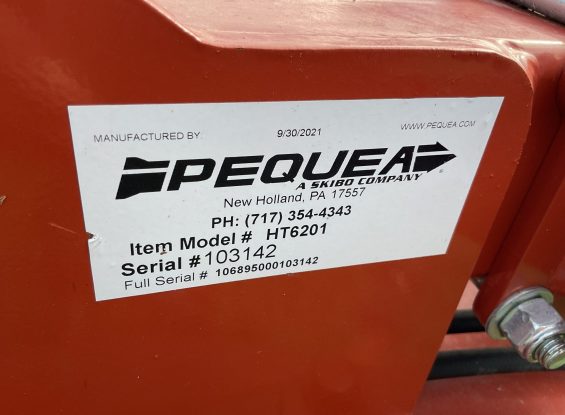 MANUFACTURED BY: 9/30/2021 WWW.PEQUEA.COM
PEQUEA
A SKIBO COMPANY
New Holland, PA 17557
PH: (717) 354-4343
Item Model # HT6201
Serial #103142
Full Serial # 106895000103142